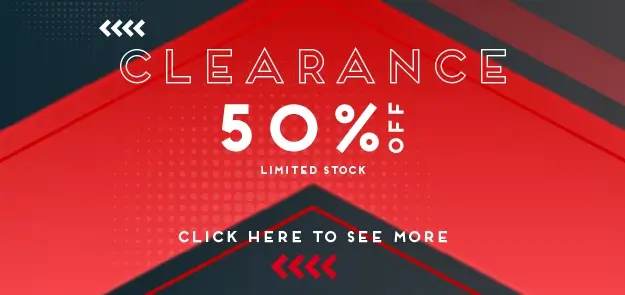 CLEARANCE
50% OFF
LIMITED STOCK
CLICK HERE TO SEE MORE